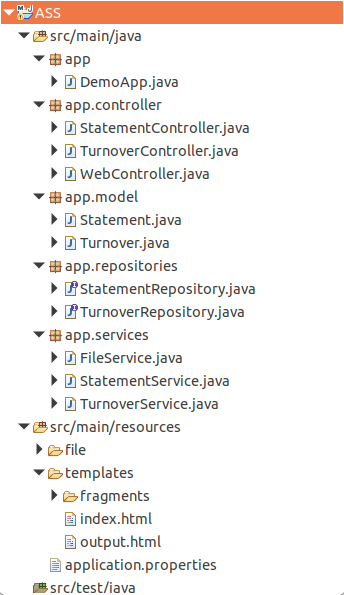 ASS
src/main/java
app
DemoApp.java
app.controller
StatementController.java
TurnoverController.java
WebController.java
app.model
Statement.java
Turnover.java
app.repositories
StatementRepository.java
TurnoverRepository.java
app.services
FileService.java
StatementService.java
TurnoverService.java
src/main/resources
file
templates
fragments
index.html
output.html
application.properties
src/test/java